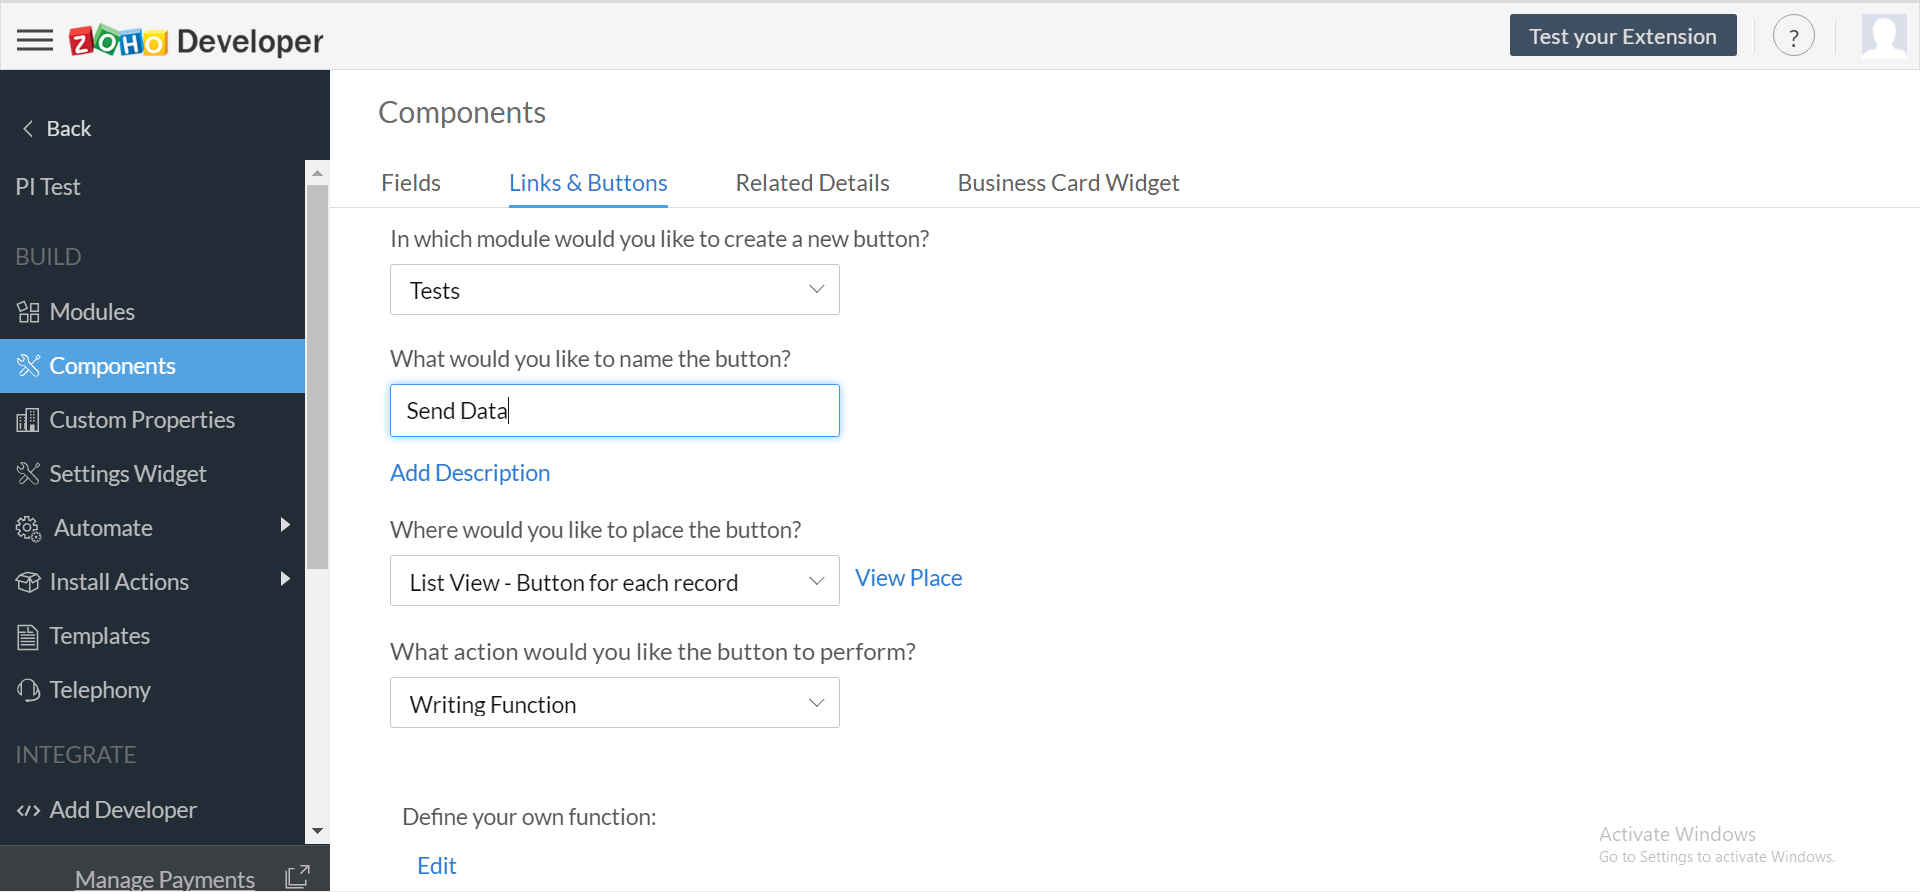 ZOHO Developer
Test your Extension
?
Back
PI Test
BUILD
Modules
Components
Custom Properties
Settings Widget
Automate
Install Actions
Templates
Telephony
INTEGRATE
Add Developer
Manage Payments
Components
Fields Links & Buttons Related Details Business Card Widget
In which module would you like to create a new button?
Tests
What would you like to name the button?
Send Data
Add Description
Where would you like to place the button?
List View - Button for each record View Place
What action would you like the button to perform?
Writing Function
Define your own function:
Edit
Activate Windows
Go to Settings to activate Windows.